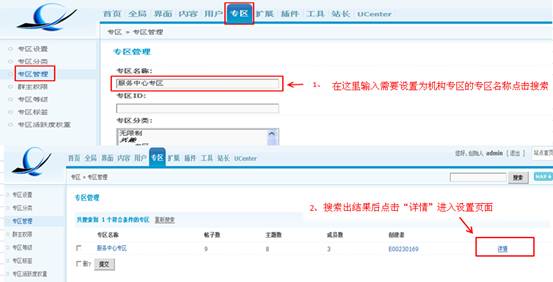 首页 全局 界面 内容 用户 专区 扩展 插件 工具 站长 UCenter
专区 » 专区管理
专区设置
专区分类
专区管理
群主权限
专区等级
专区标签
专区活跃度权重
专区管理
专区名称:
服务中心专区
1、 在这里输入需要设置为机构专区的专区名称点击搜索
专区ID:
专区分类:
无限制
首页 全局 界面 内容 用户 专区 扩展 插件 工具 站长 UCenter
您好, 创始人 admin [退出]
站点首页
专区 » 专区管理
搜索
MAP
专区设置
专区分类
专区管理
群主权限
专区等级
专区标签
专区活跃度权重
专区管理
共搜索到 1 个符合条件的专区 重新搜索
2、搜索出结果后点击“详情”进入设置页面
专区名称 帖子数 主题数 成员数 创建者
服务中心专区 9 8 3 E00230169 详情
删? 提交